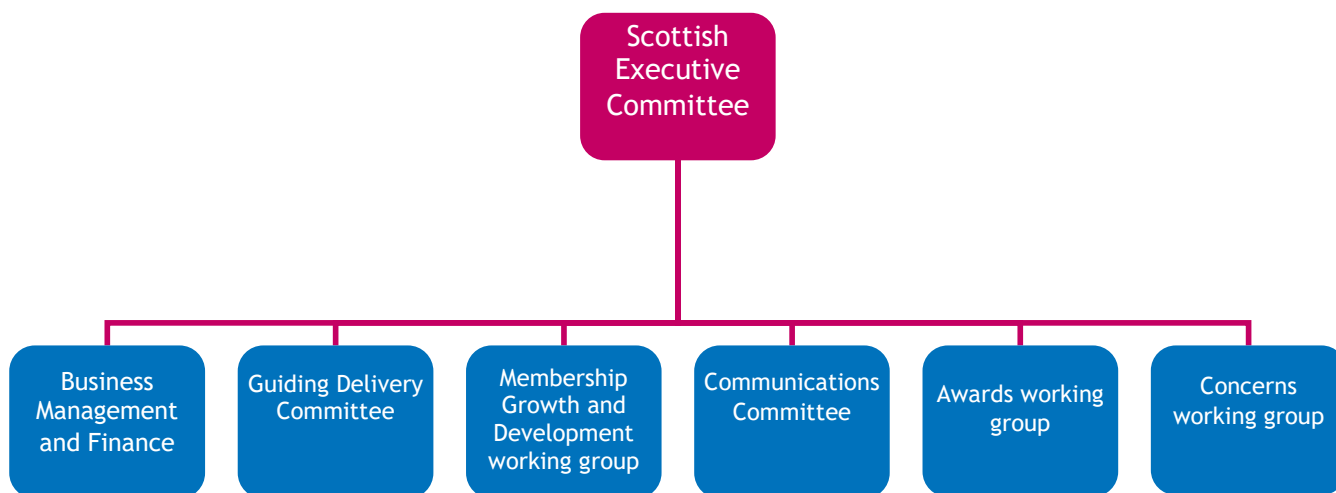 Scottish
Executive
Committee
Business
Management
and Finance
Guiding Delivery
Committee
Membership
Growth and
Development
working group
Communications
Committee
Awards working
group
Concerns
working group